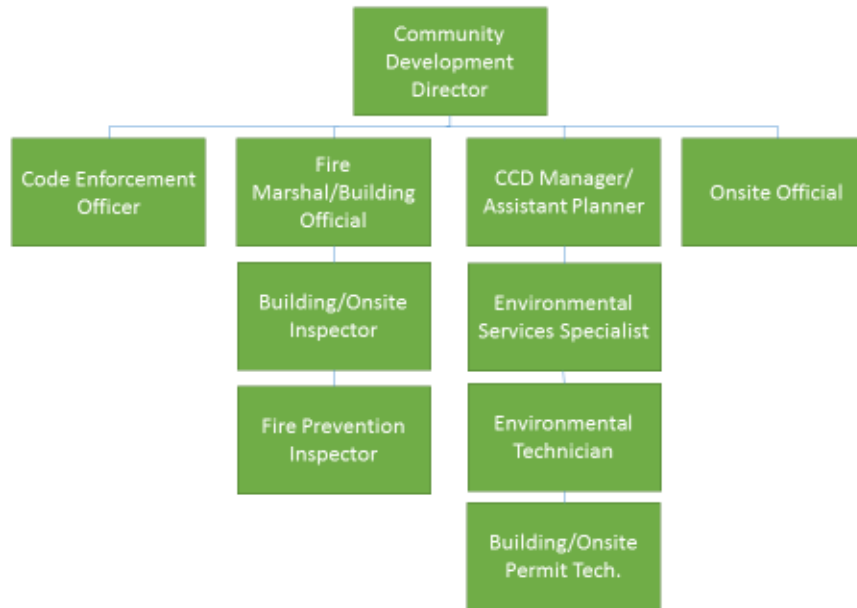 Community
Development
Director
Code Enforcement
Officer
Fire
Marshal/Building
Official
CCD Manager/
Assistant Planner
Onsite Official
Building/Onsite
Inspector
Environmental
Services Specialist
Fire Prevention
Inspector
Environmental
Technician
Building/Onsite
Permit Tech.